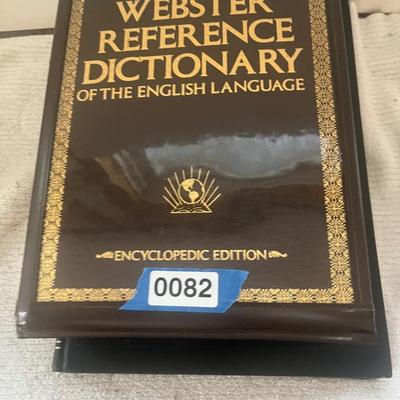 WEBSTER
REFERENCE
DICTIONARY
OF THE ENGLISH LANGUAGE
ENCYCLOPEDIC EDITION
0082